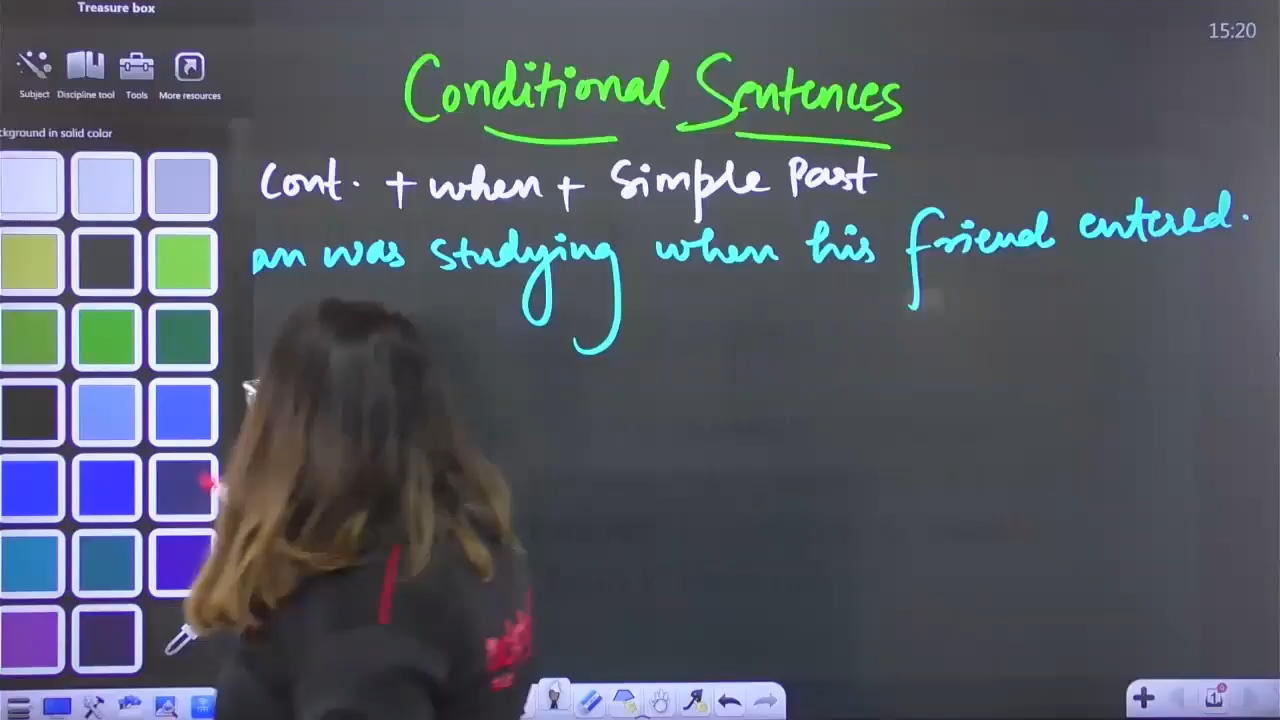 Treasure box
15:20
Subject Discipline tool Tools More resources
Conditional Sentences
ckground in solid color
Cont. + when + Simple Past
an was studying when his friend entered.
1